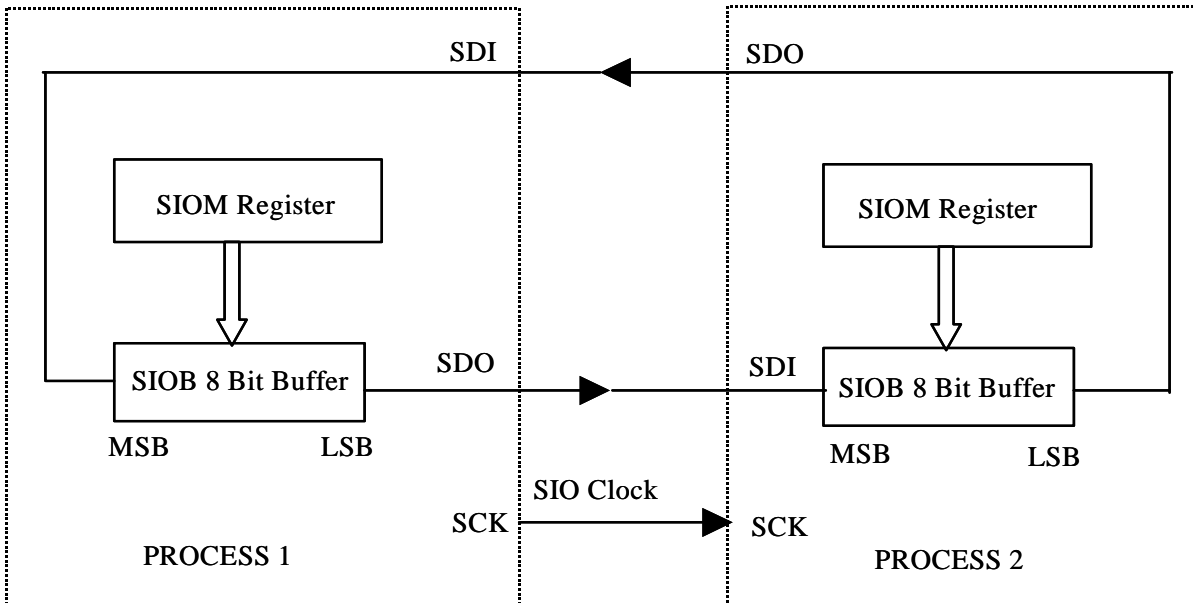 SDI
SDO
SIOM Register
SIOM Register
SIOB 8 Bit Buffer
SDO
SDI
SIOB 8 Bit Buffer
MSB
LSB
MSB
LSB
SIO Clock
SCK
SCK
PROCESS 1
PROCESS 2